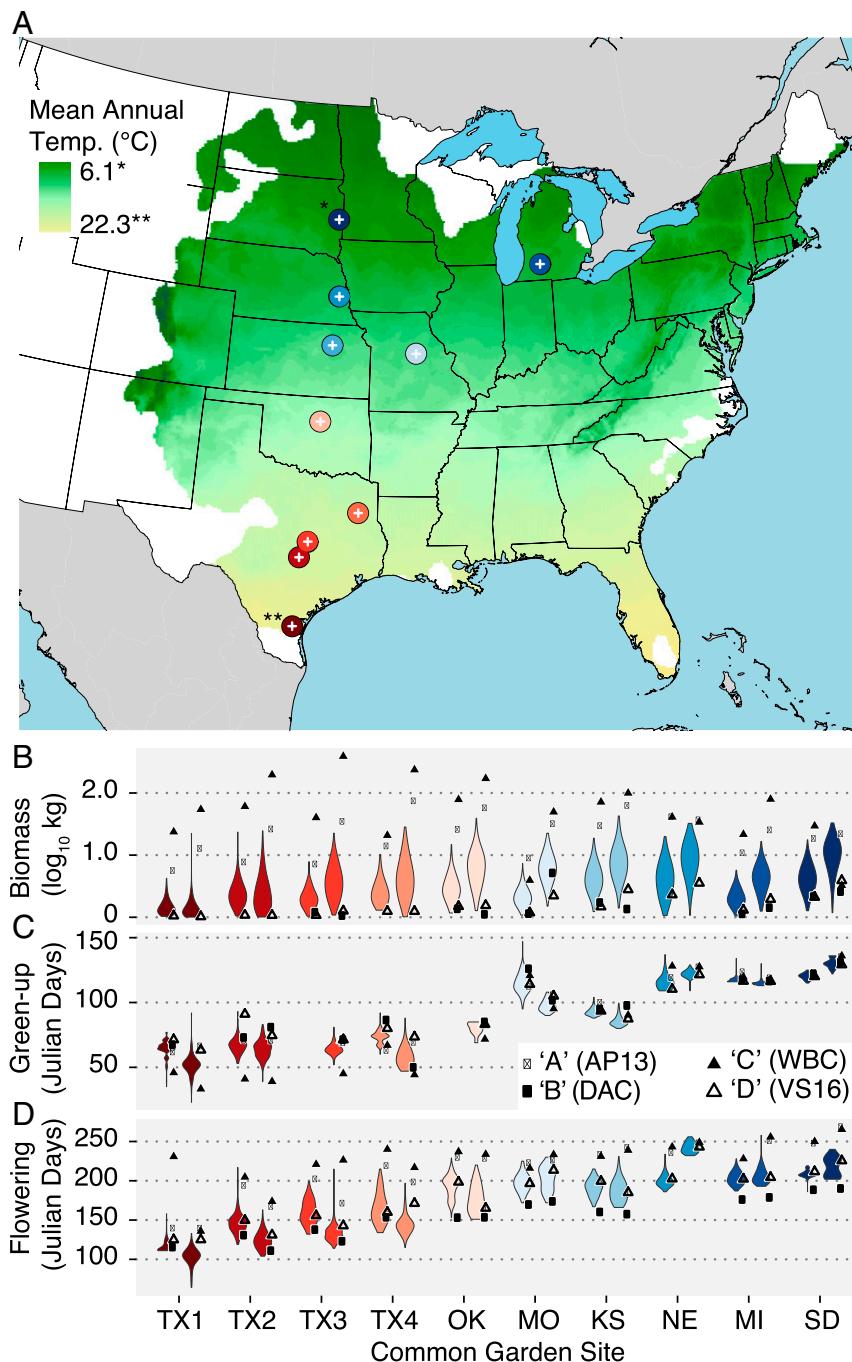 A
Mean Annual
Temp. (°C)
6.1*
22.3**
*
**
B
Biomass
(log10 kg)
2.0
1.0
0
C
Green-up
(Julian Days)
150
100
50
'A' (AP13)
'B' (DAC)
'C' (WBC)
'D' (VS16)
D
Flowering
(Julian Days)
250
200
150
100
TX1 TX2 TX3 TX4 OK MO KS NE MI SD
Common Garden Site